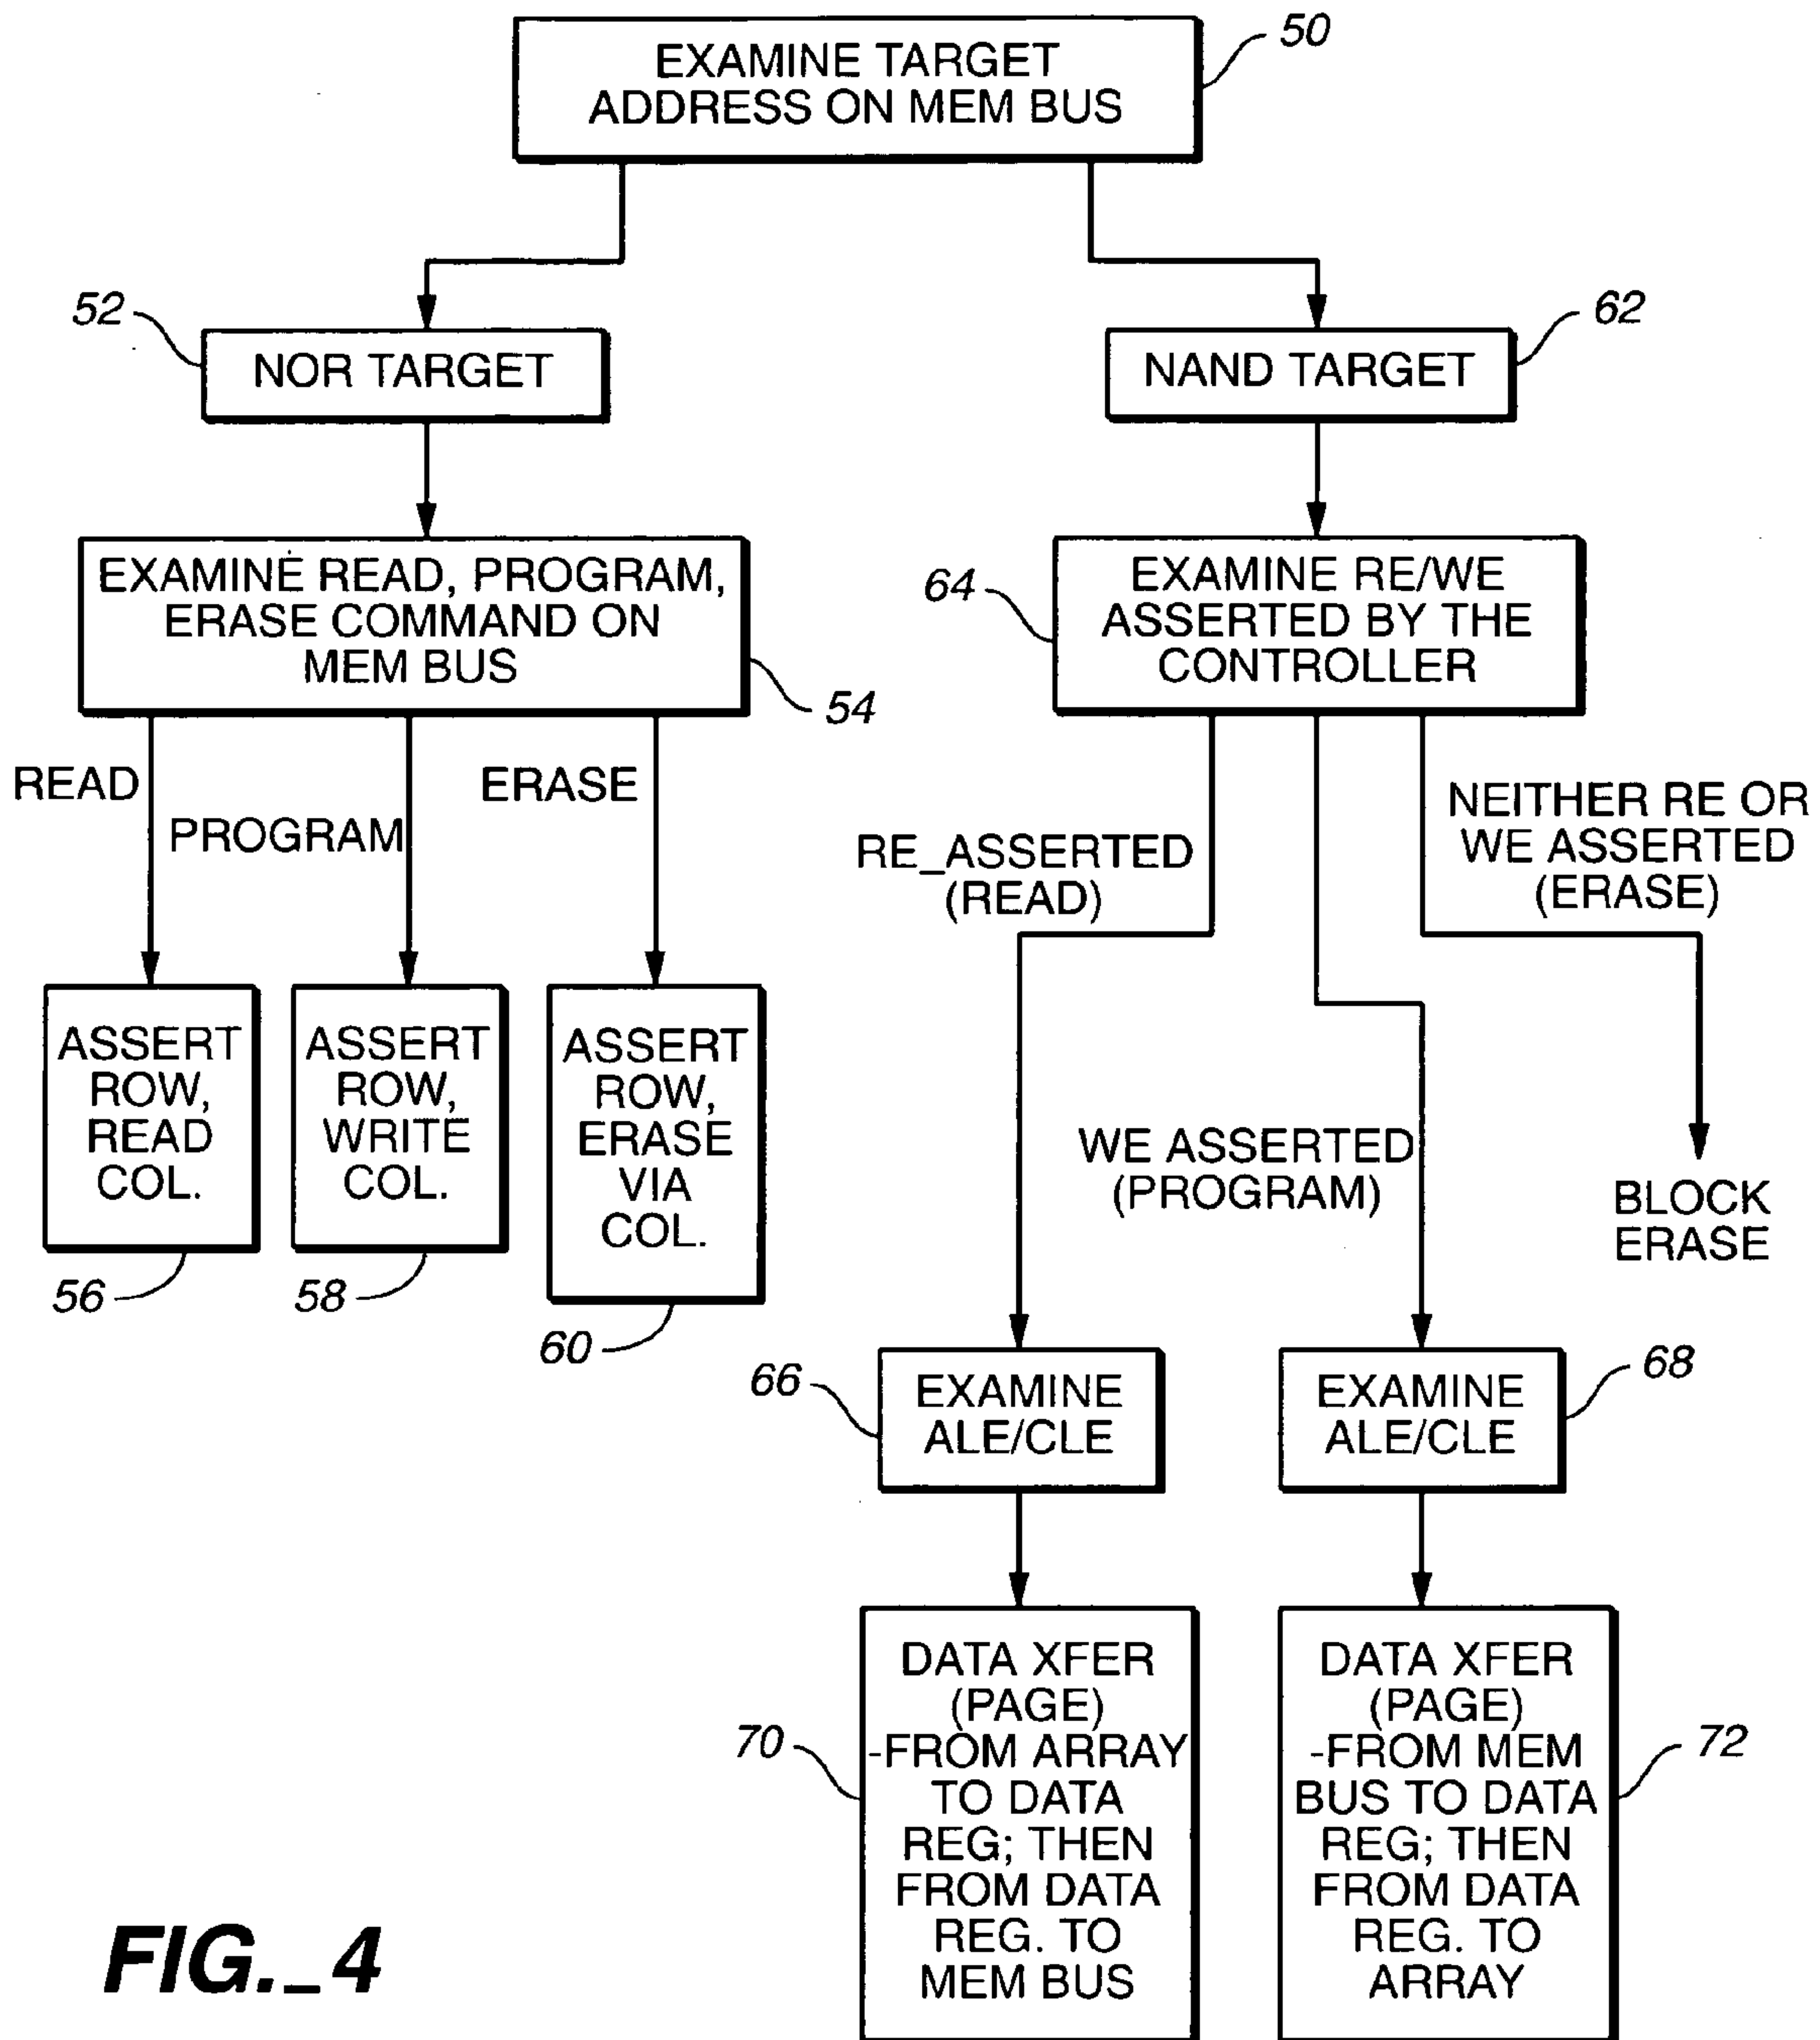 EXAMINE TARGET
ADDRESS ON MEM BUS
50
52
NOR TARGET
NAND TARGET
62
EXAMINE READ, PROGRAM,
ERASE COMMAND ON
MEM BUS
54
64
EXAMINE RE/WE
ASSERTED BY THE
CONTROLLER
READ
PROGRAM
ERASE
RE_ASSERTED
(READ)
NEITHER RE OR
WE ASSERTED
(ERASE)
ASSERT
ROW,
READ
COL.
56
ASSERT
ROW,
WRITE
COL.
58
ASSERT
ROW,
ERASE
VIA
COL.
60
WE ASSERTED
(PROGRAM)
BLOCK
ERASE
66
EXAMINE
ALE/CLE
EXAMINE
ALE/CLE
68
70
DATA XFER
(PAGE)
-FROM ARRAY
TO DATA
REG; THEN
FROM DATA
REG. TO
MEM BUS
DATA XFER
(PAGE)
-FROM MEM
BUS TO DATA
REG; THEN
FROM DATA
REG. TO
ARRAY
72
FIG._4